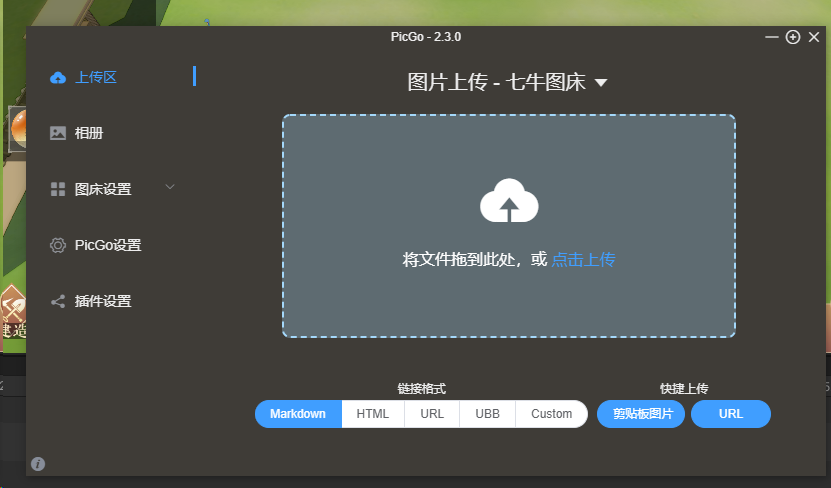 PicGo - 2.3.0
上传区
相册
图床设置
PicGo设置
插件设置
图片上传 - 七牛图床
将文件拖到此处，或 点击上传
链接格式
Markdown HTML URL UBB Custom
快捷上传
剪贴板图片 URL
建造